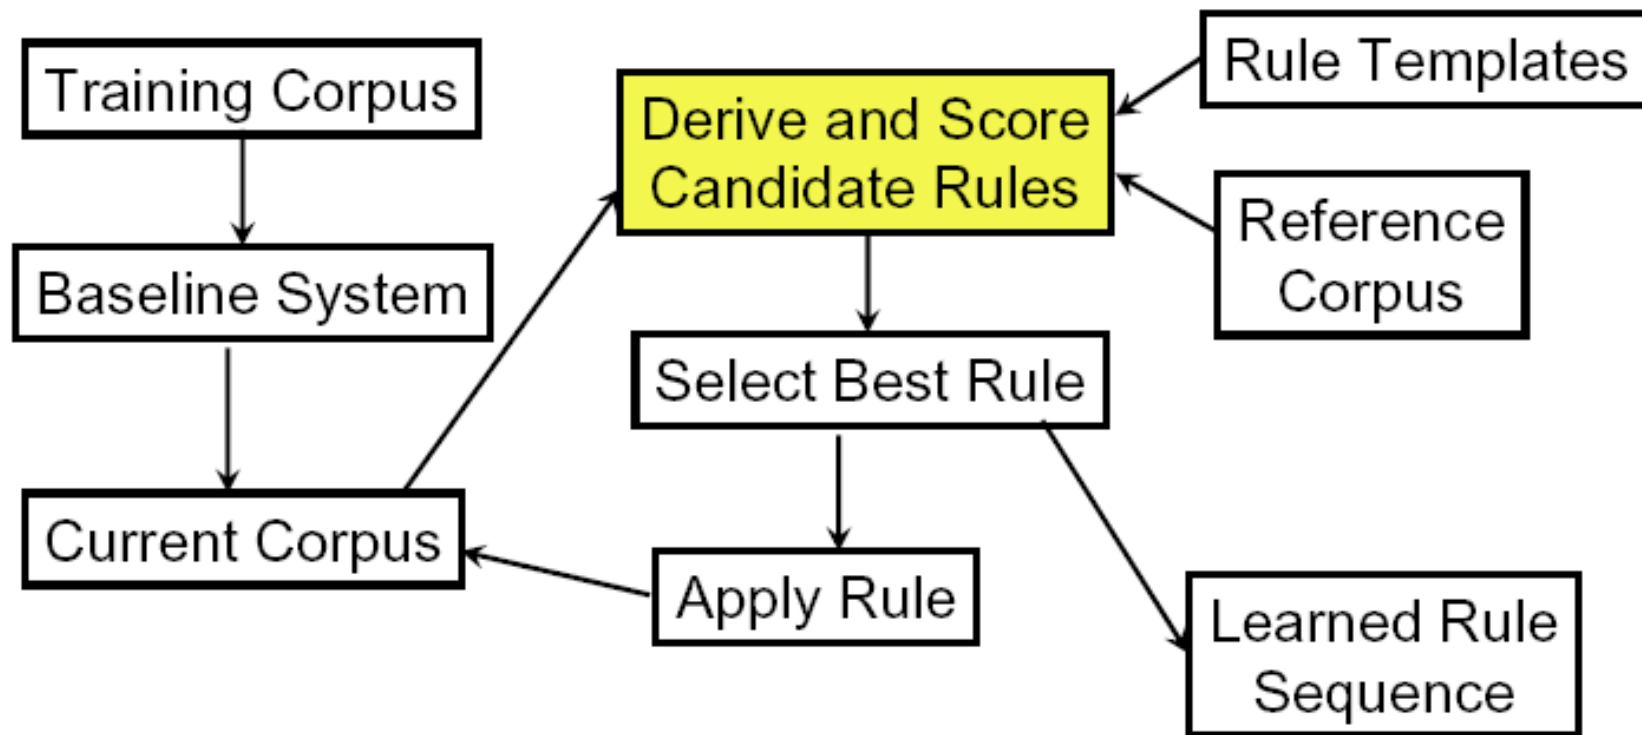 Training Corpus
Baseline System
Current Corpus
Derive and Score
Candidate Rules
Select Best Rule
Apply Rule
Rule Templates
Reference
Corpus
Learned Rule
Sequence